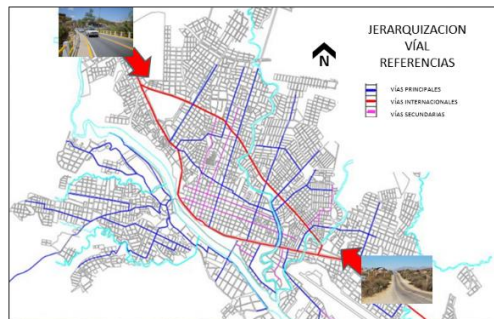 JERARQUIZACION
VÍAL
REFERENCIAS
N
VÍAS PRINCIPALES
VÍAS INTERNACIONALES
VÍAS SECUNDARIAS